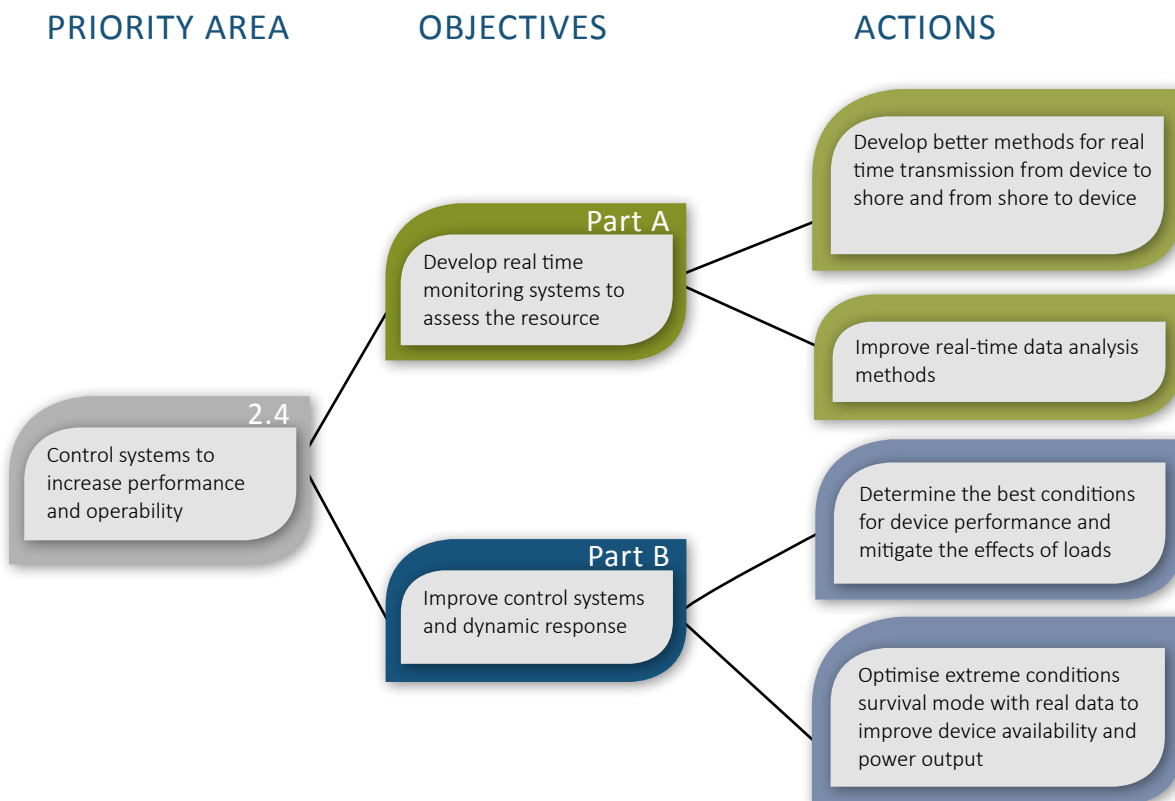 PRIORITY AREA
OBJECTIVES
ACTIONS
2.4
Control systems to
increase performance
and operability
Part A
Develop real time
monitoring systems to
assess the resource
Part B
Improve control systems
and dynamic response
Develop better methods for real
time transmission from device to
shore and from shore to device
Improve real-time data analysis
methods
Determine the best conditions
for device performance and
mitigate the effects of loads
Optimise extreme conditions
survival mode with real data to
improve device availability and
power output